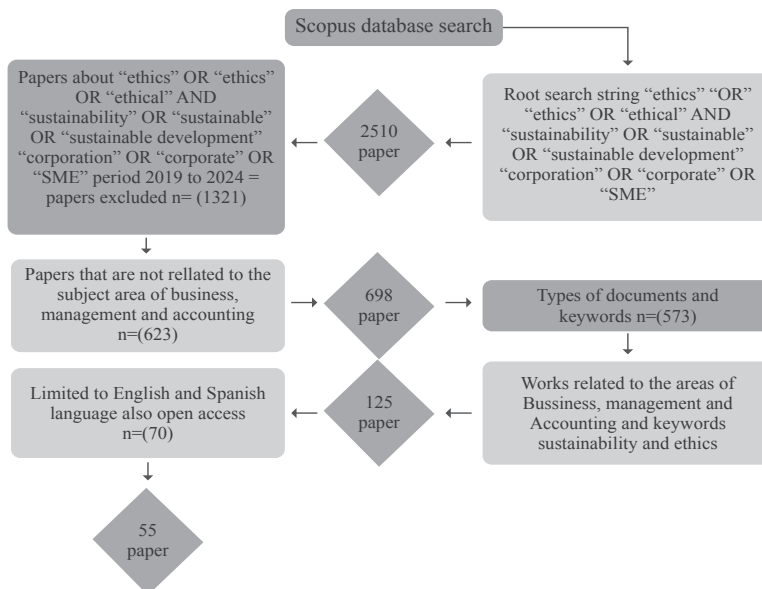 Scopus database search
Root search string “ethics” “OR”
“ethics” OR “ethical” AND
“sustainability” OR “sustainable”
OR “sustainable development”
“corporation” OR “corporate” OR
“SME”
2510
paper
Papers about “ethics” OR “ethics”
OR “ethical” AND
“sustainability” OR “sustainable”
OR “sustainable development”
“corporation” OR “corporate” OR
“SME” period 2019 to 2024 =
papers excluded n= (1321)
Papers that are not rellated to the
subject area of business,
management and accounting
n=(623)
698
paper
Types of documents and
keywords n=(573)
Works related to the areas of
Bussiness, management and
Accounting and keywords
sustainability and ethics
125
paper
Limited to English and Spanish
language also open access
n=(70)
55
paper